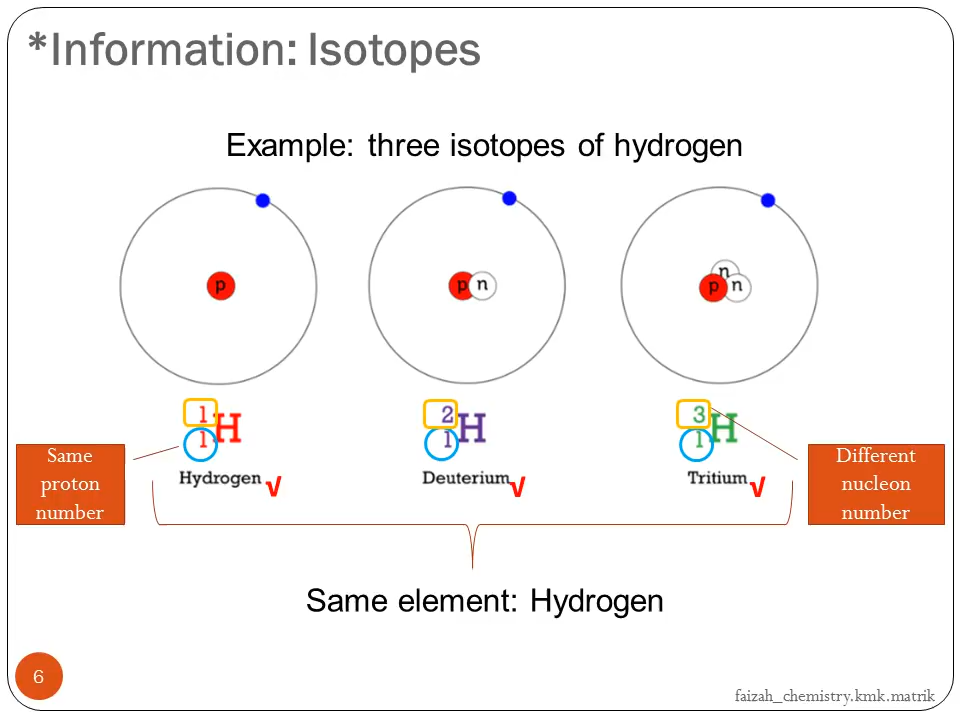 *Information: Isotopes
Example: three isotopes of hydrogen
p
p n
n
p n
1
1 H
2
1 H
3
1 H
Hydrogen √
Deuterium √
Tritium √
Same
proton
number
Different
nucleon
number
Same element: Hydrogen
6
faizah_chemistry.kmk.matrik